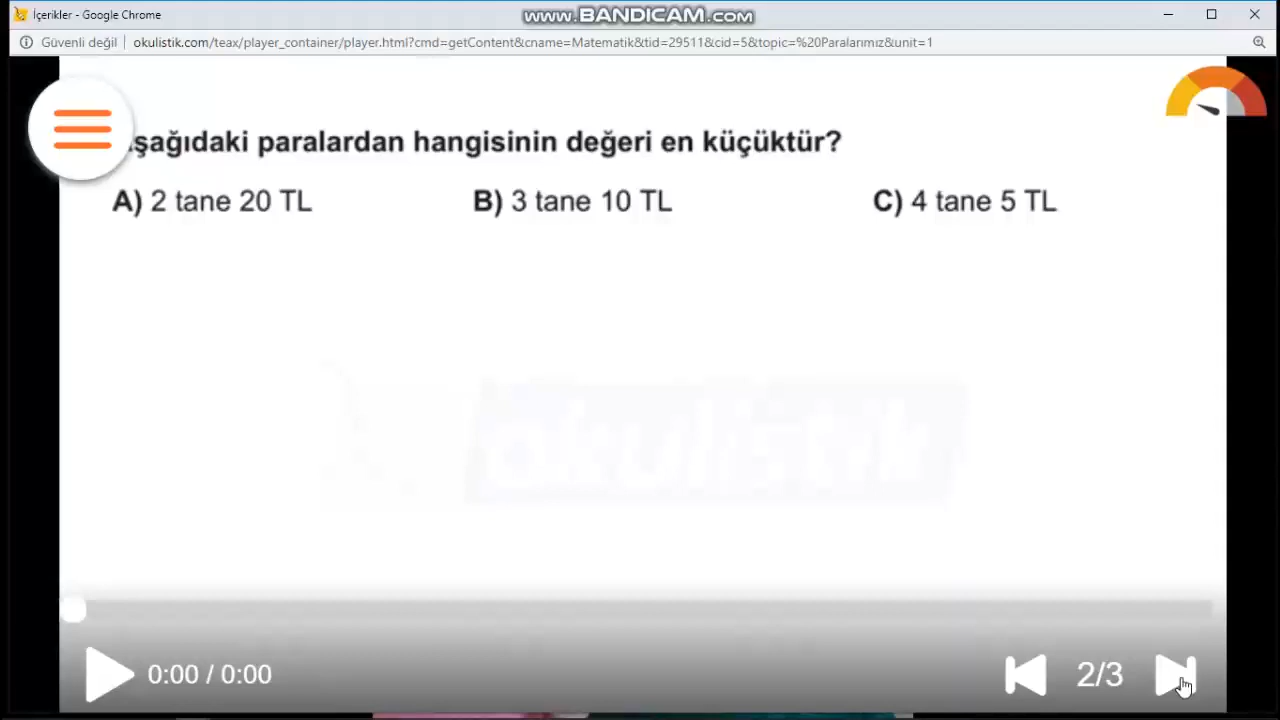 İçerikler - Google Chrome
www.BANDICAM.com
Güvenli değil
okulistik.com/teax/player_container/player.html?cmd=getContent&cname=Matematik&tid=29511&cid=5&topic=%20Paralarımız&unit=1
şağıdaki paralardan hangisinin değeri en küçüktür?
A) 2 tane 20 TL
B) 3 tane 10 TL
C) 4 tane 5 TL
okulistik
0:00 / 0:00
2/3